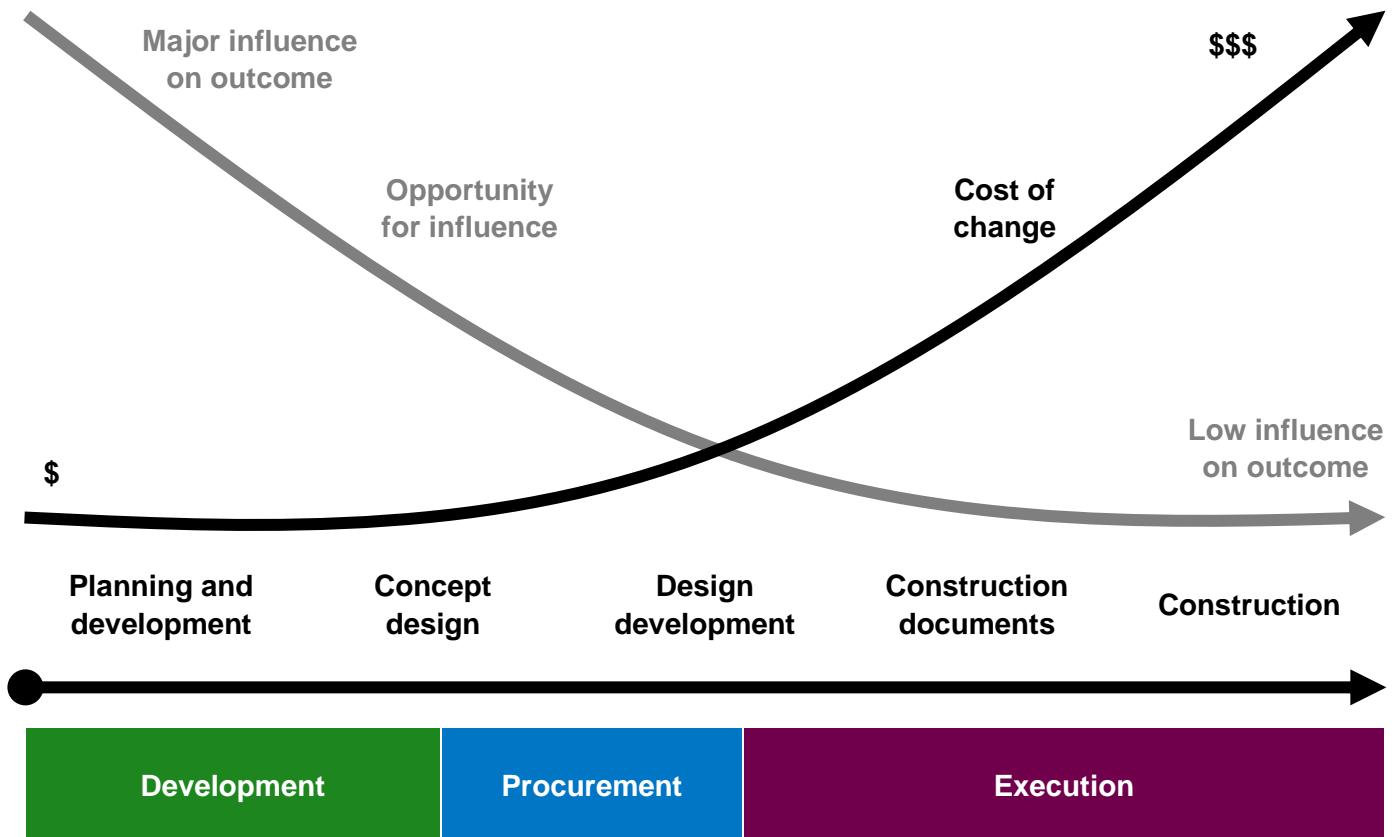 Major influence
on outcome
$$$
Opportunity
for influence
Cost of
change
Low influence
on outcome
$
Planning and
development
Concept
design
Design
development
Construction
documents
Construction
Development
Procurement
Execution